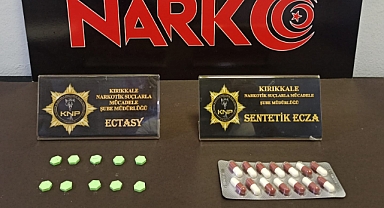 NARKO
KIRIKKALE
NARKOTİK SUÇLARLA
MÜCADELE
ŞUBE MÜDÜRLÜĞÜ
KNP
ECTASY
KIRIKKALE
NARKOTİK SUÇLARLA
MÜCADELE
ŞUBE MÜDÜRLÜĞÜ
KNP
SENTETİK ECZA